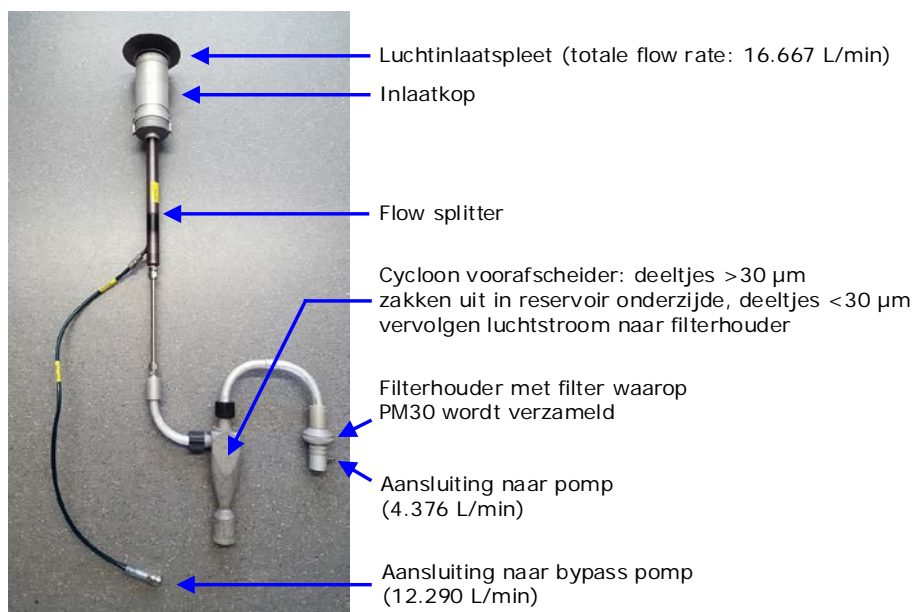 Luchtinlaatspleet (totale flow rate: 16.667 L/min)
Inlaatkop
Flow splitter
Cycloon voorafscheider: deeltjes >30 µm
zakken uit in reservoir onderzijde, deeltjes <30 µm
vervolgen luchtstroom naar filterhouder
Filterhouder met filter waarop
PM30 wordt verzameld
Aansluiting naar pomp
(4.376 L/min)
Aansluiting naar bypass pomp
(12.290 L/min)